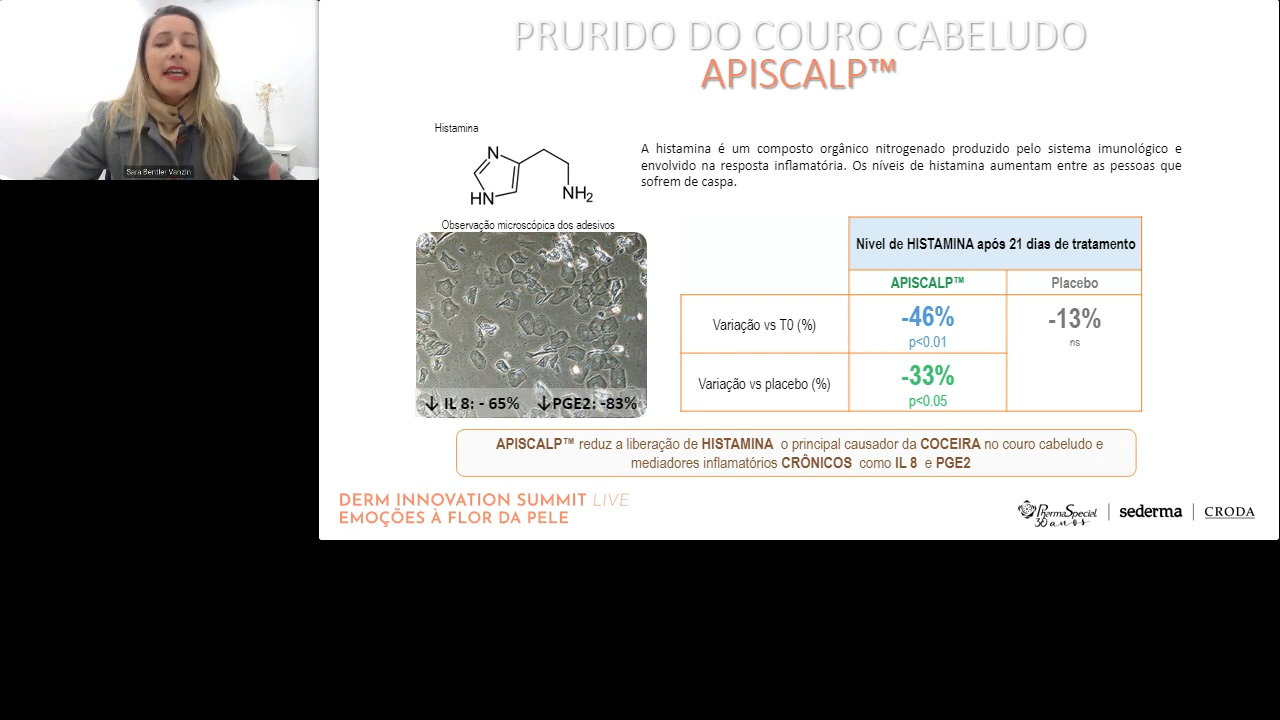 Sara Bentler Vanzin
PRURIDO DO COURO CABELUDO
APISCALP™
Histamina
N
HN
NH2
A histamina é um composto orgânico nitrogenado produzido pelo sistema imunológico e
envolvido na resposta inflamatória. Os níveis de histamina aumentam entre as pessoas que
sofrem de caspa.
Observação microscópica dos adesivos
↓ IL 8: - 65% ↓PGE2: -83%
Nível de HISTAMINA após 21 dias de tratamento
APISCALP™ Placebo
Variação vs T0 (%) -46% -13%
p<0.01 ns
Variação vs placebo (%) -33%
p<0.05
APISCALP™ reduz a liberação de HISTAMINA o principal causador da COCEIRA no couro cabeludo e
mediadores inflamatórios CRÔNICOS como IL 8 e PGE2
DERM INNOVATION SUMMIT LIVE
EMOÇÕES À FLOR DA PELE
PharmaSpecial
30 anos
sederma
CRODA